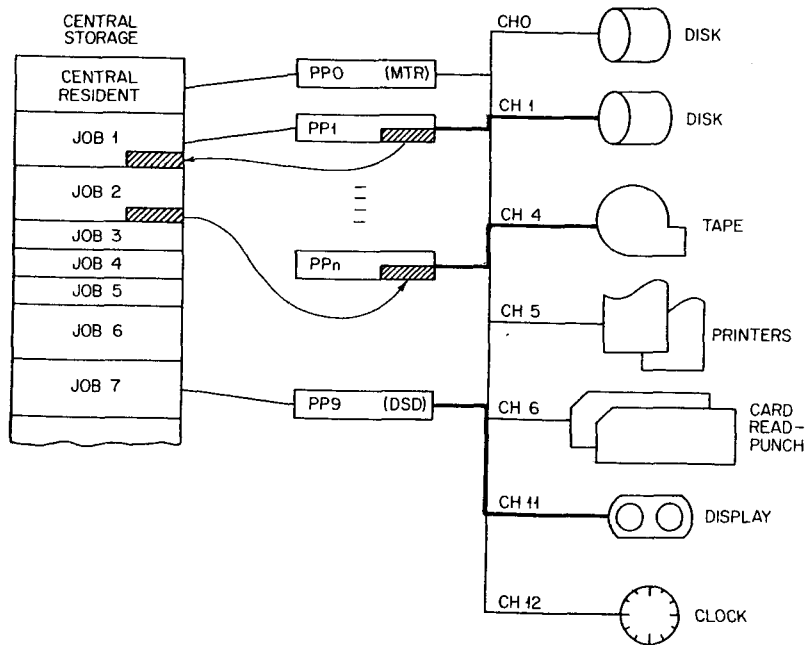 CENTRAL
STORAGE
CENTRAL
RESIDENT
JOB 1
JOB 2
JOB 3
JOB 4
JOB 5
JOB 6
JOB 7
PP0 (MTR)
PP1
PPn
PP9 (DSD)
CH0
DISK
CH 1
DISK
CH 4
TAPE
CH 5
PRINTERS
CH 6
CARD
READ-
PUNCH
CH 11
DISPLAY
CH 12
CLOCK